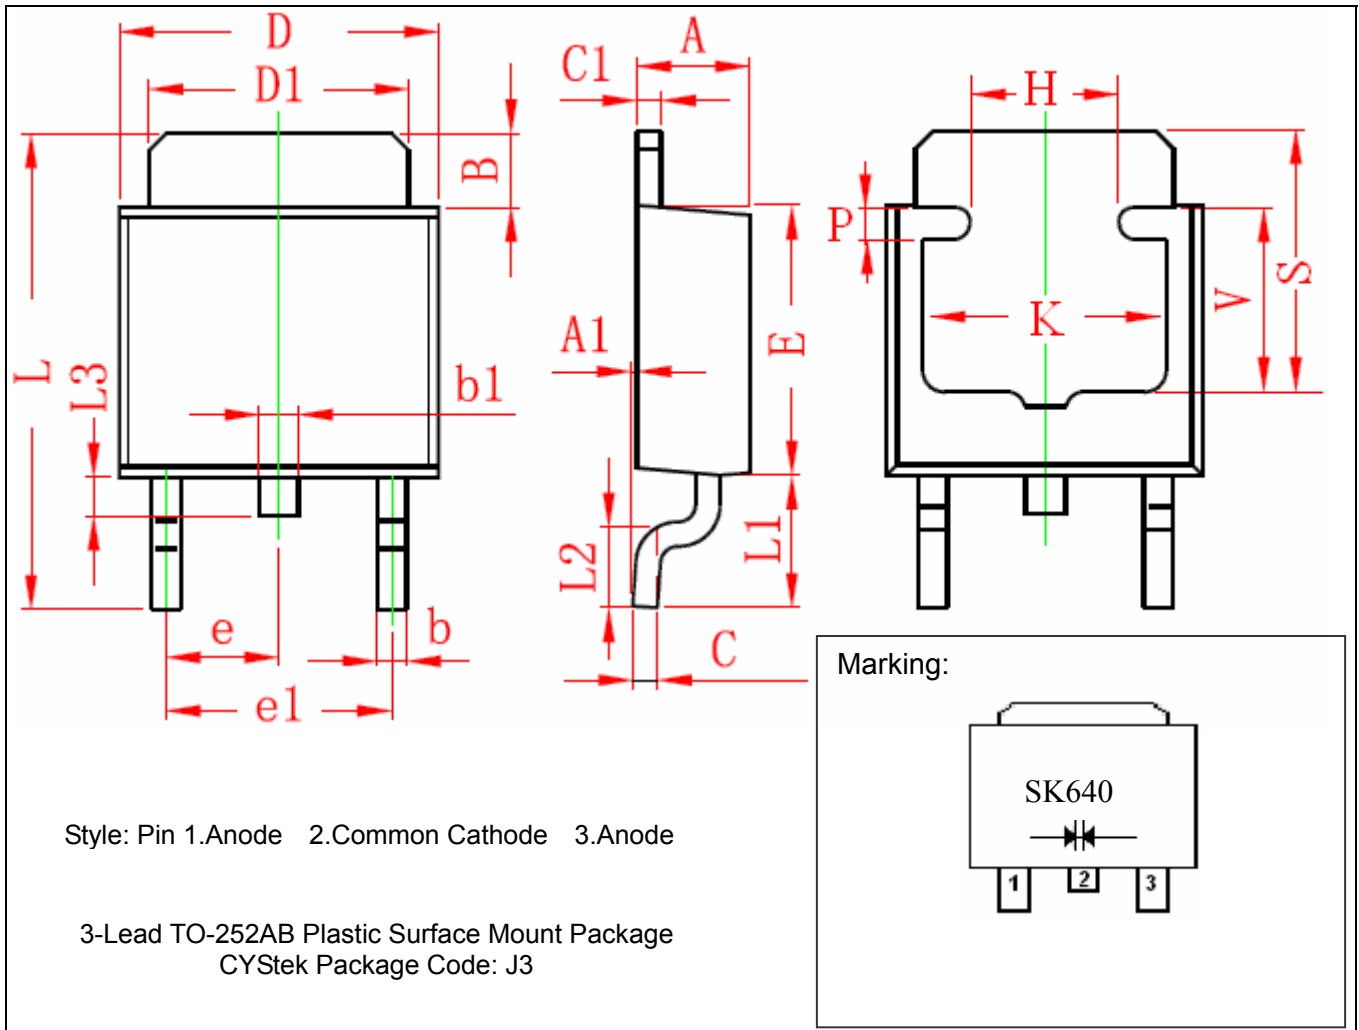 D
D1
A
C1
H
B
P
S
V
L
L3
b1
A1
E
K
L2
L1
e
b
C
e1
Marking:
SK640
1 2 3
Style: Pin 1.Anode 2.Common Cathode 3.Anode
3-Lead TO-252AB Plastic Surface Mount Package
CYStek Package Code: J3